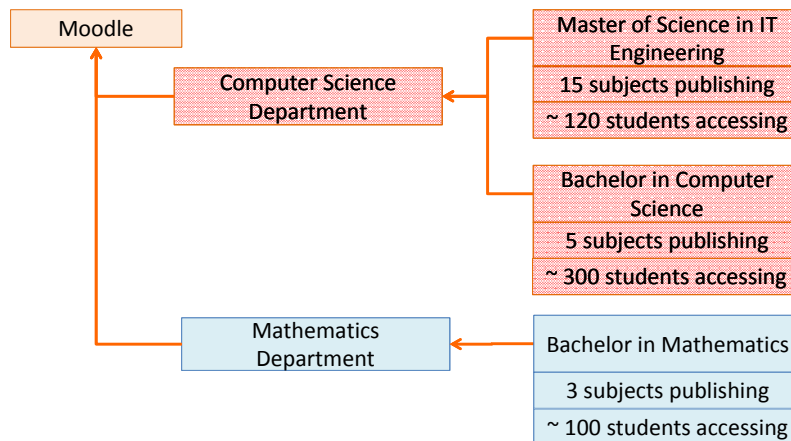 Moodle
Computer Science
Department
Master of Science in IT
Engineering
15 subjects publishing
~ 120 students accessing
Bachelor in Computer
Science
5 subjects publishing
~ 300 students accessing
Mathematics
Department
Bachelor in Mathematics
3 subjects publishing
~ 100 students accessing